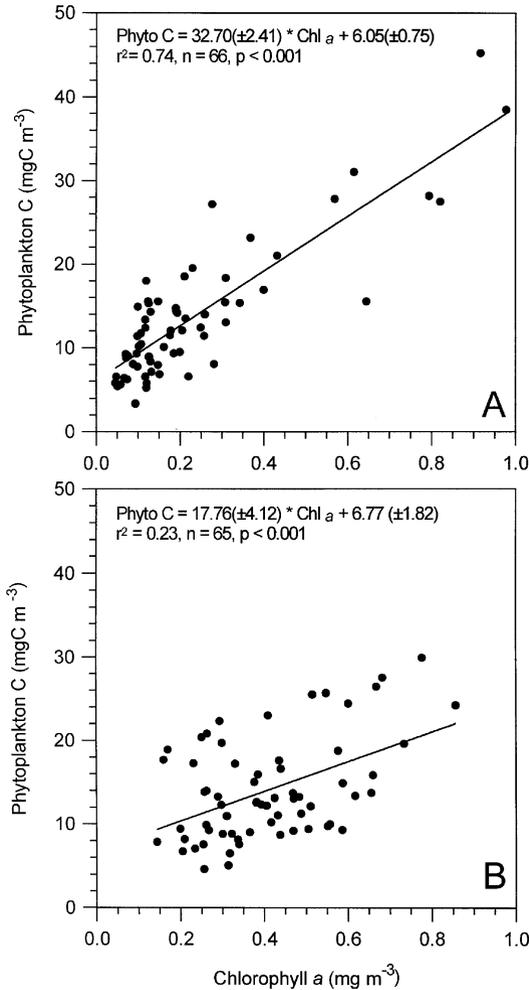 Phyto C = 32.70(±2.41) * Chl a + 6.05(±0.75)
r² = 0.74, n = 66, p < 0.001
50
40
30
20
10
0
Phytoplankton C (mgC m⁻³)
A
0.0 0.2 0.4 0.6 0.8 1.0
Phyto C = 17.76(±4.12) * Chl a + 6.77 (±1.82)
r² = 0.23, n = 65, p < 0.001
50
40
30
20
10
0
Phytoplankton C (mgC m⁻³)
B
0.0 0.2 0.4 0.6 0.8 1.0
Chlorophyll a (mg m⁻³)